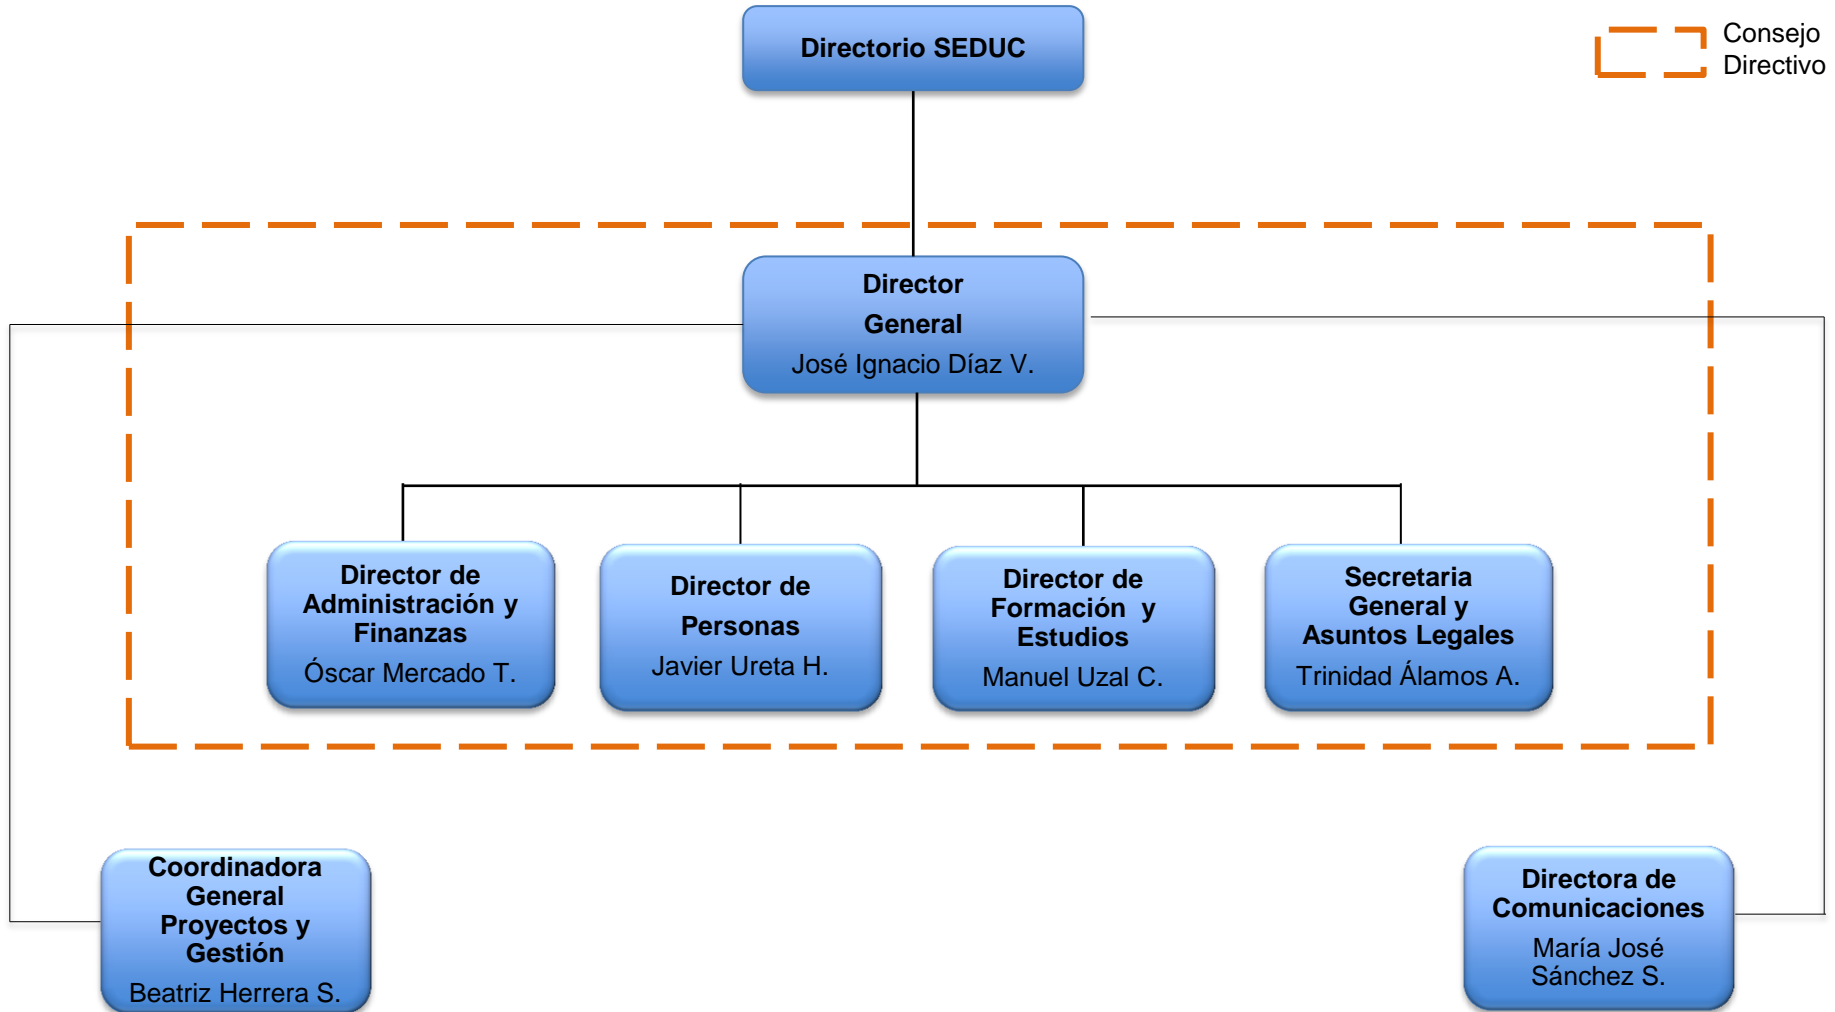 Directorio SEDUC
Consejo
Directivo
Director
General
José Ignacio Díaz V.
Director de
Administración y
Finanzas
Óscar Mercado T.
Director de
Personas
Javier Ureta H.
Director de
Formación y
Estudios
Manuel Uzal C.
Secretaria
General y
Asuntos Legales
Trinidad Álamos A.
Coordinadora
General
Proyectos y
Gestión
Beatriz Herrera S.
Directora de
Comunicaciones
María José
Sánchez S.